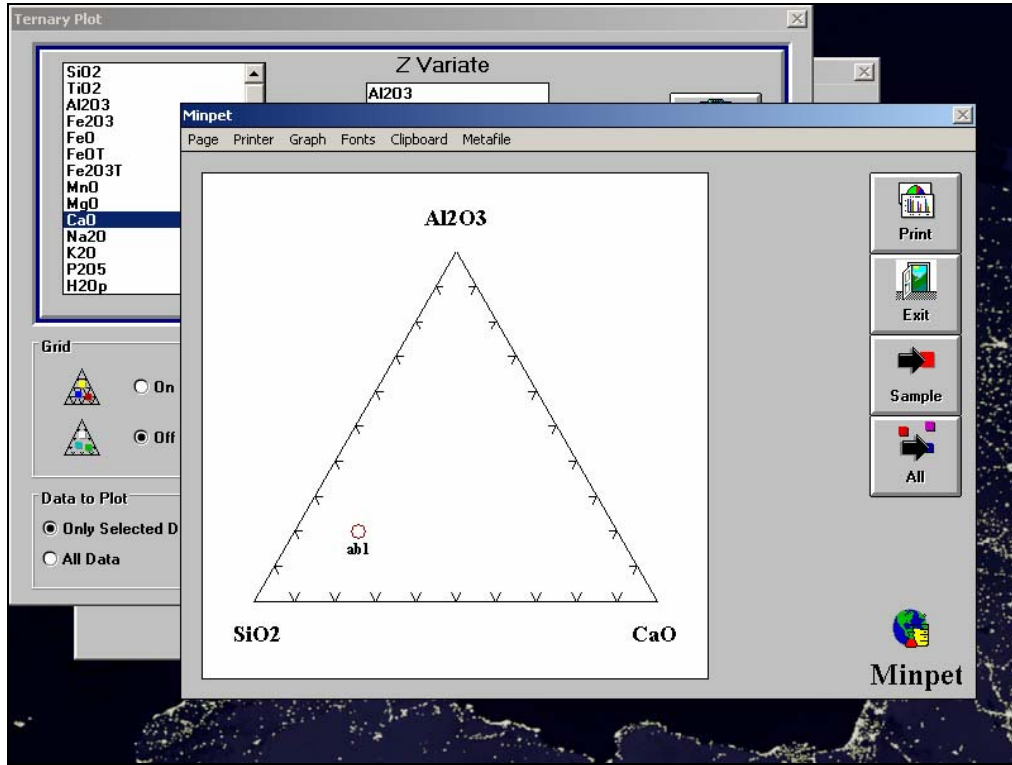 Ternary Plot
Z Variate
SiO2
TiO2
Al2O3
Fe2O3
FeO
FeOT
Fe2O3T
MnO
MgO
CaO
Na2O
K2O
P2O5
H2Op
Al2O3
Grid
On
Off
Data to Plot
Only Selected D
All Data
Minpet
Page Printer Graph Fonts Clipboard Metafile
Al2O3
ab1
SiO2 CaO
Print
Exit
Sample
All
Minpet